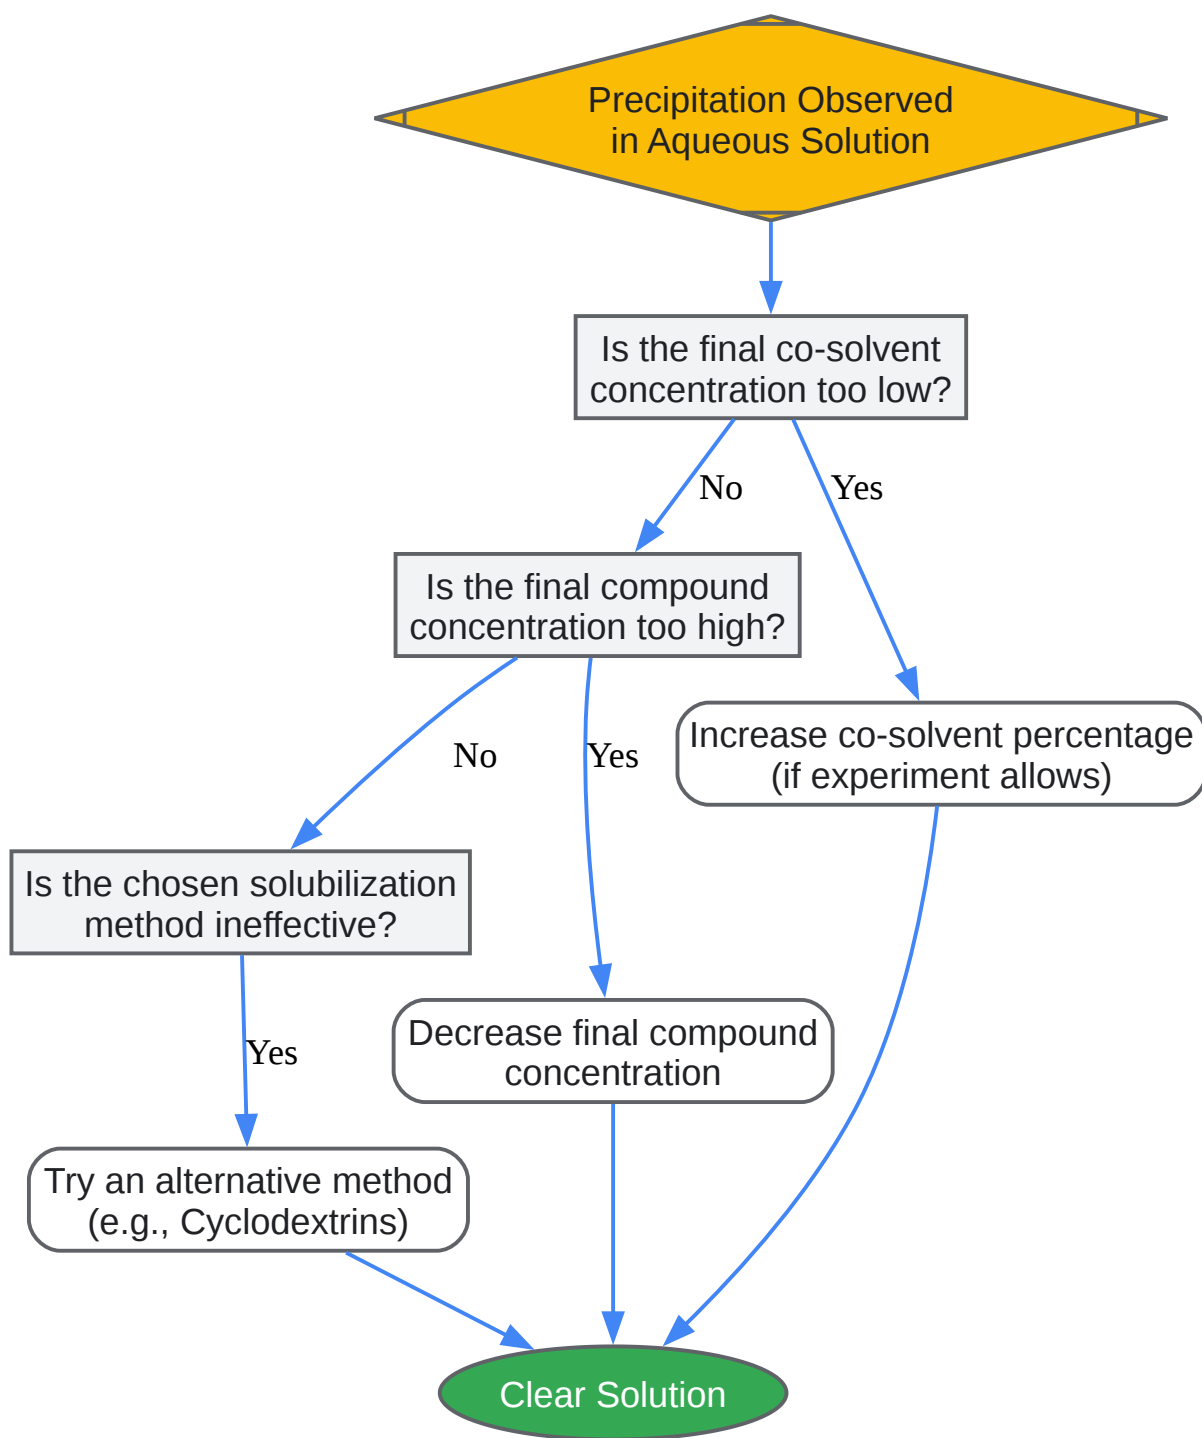 Precipitation Observed
in Aqueous Solution
Is the final co-solvent
concentration too low?
No
Yes
Is the final compound
concentration too high?
No
Yes
Increase co-solvent percentage
(if experiment allows)
Is the chosen solubilization
method ineffective?
Yes
Decrease final compound
concentration
Try an alternative method
(e.g., Cyclodextrins)
Clear Solution